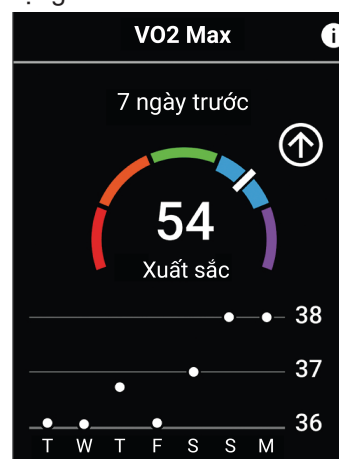 VO2 Max
i
7 ngày trước
54
Xuất sắc
38
37
36
T W T F S S M